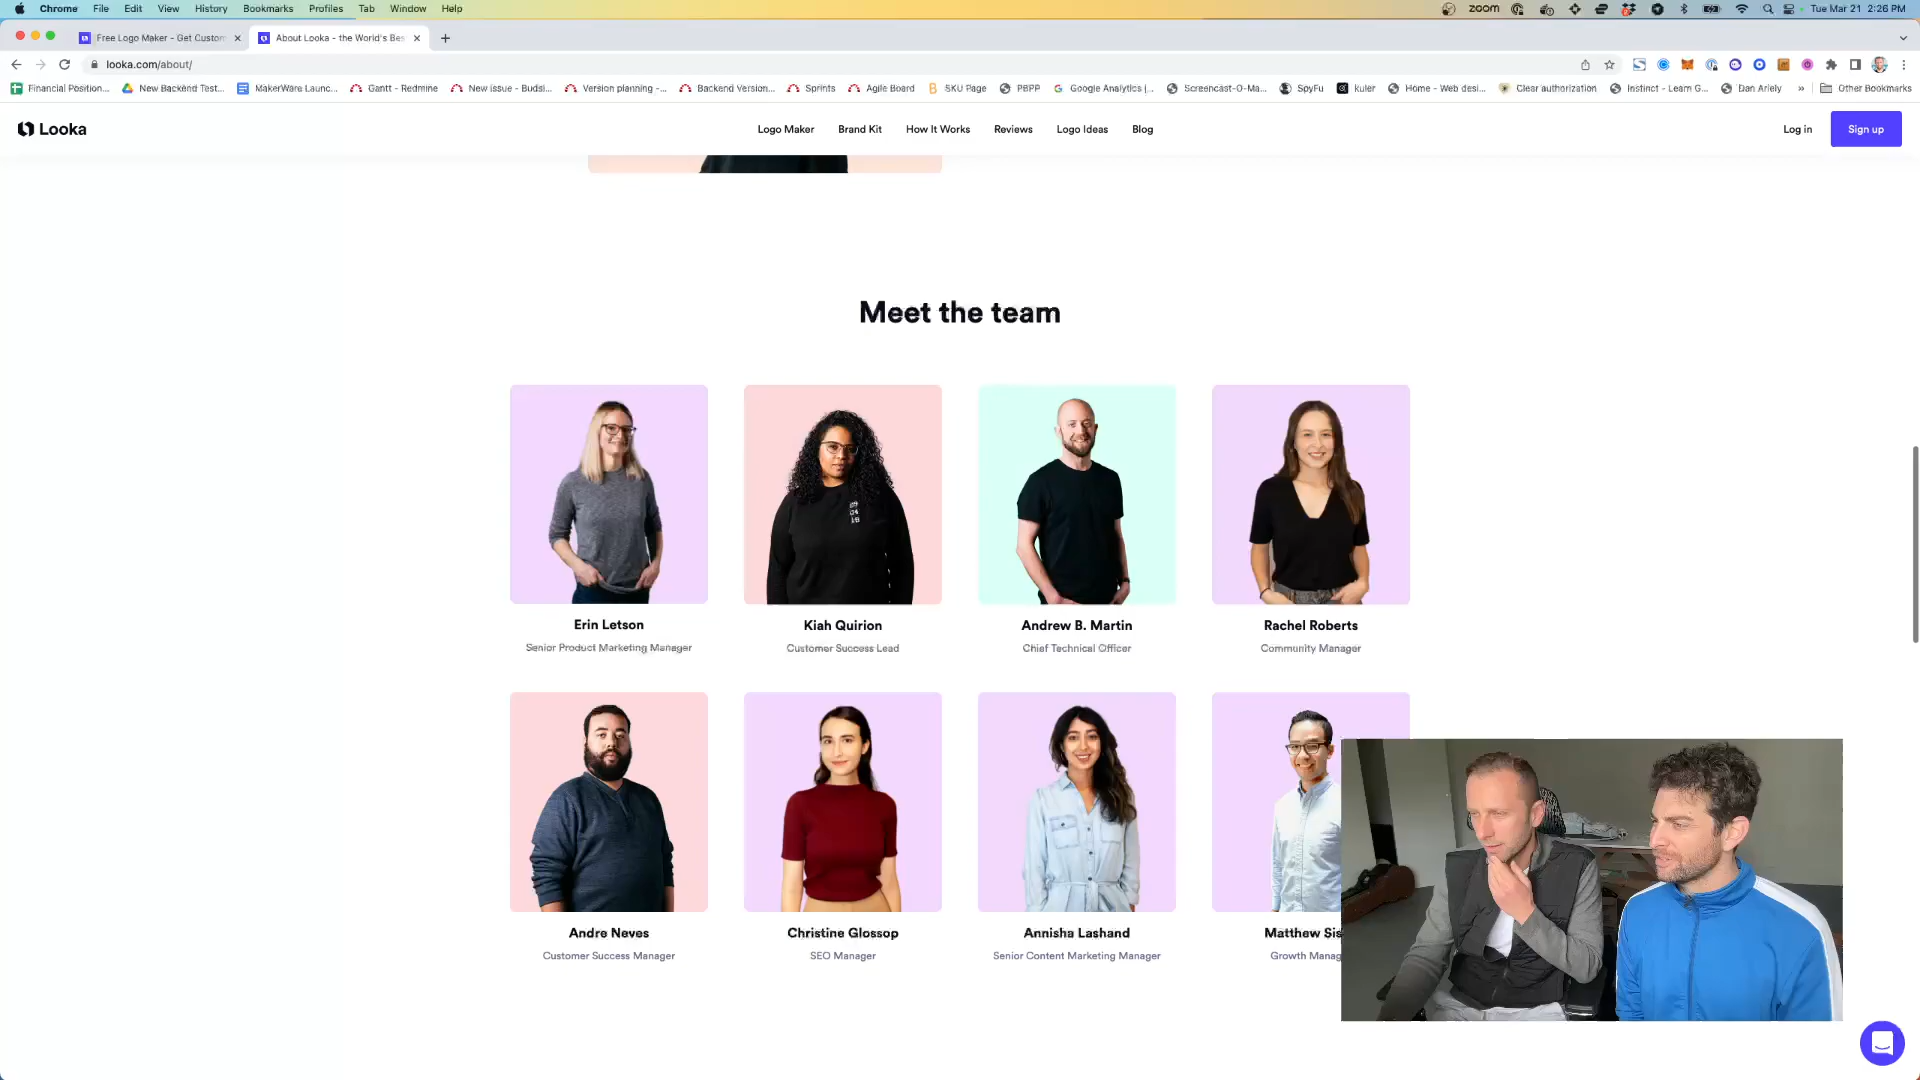 Chrome File Edit View History Bookmarks Profiles Tab Window Help zoom Tue Mar 21 2:26 PM
Free Logo Maker - Get Custom About Looka - the World's Bes
looka.com/about/
Financial Position... New Backend Test... MakerWare Launc... Gantt - Redmine New issue - Budsi... Version planning -... Backend Version... Sprints Agile Board SKU Page PBPP Google Analytics (... Screencast-O-Ma... SpyFu kuler Home - Web desi... Clear authorization Instinct - Learn G... Dan Ariely » Other Bookmarks
Looka Logo Maker Brand Kit How It Works Reviews Logo Ideas Blog Log in Sign up
Meet the team
Erin Letson Kiah Quirion Andrew B. Martin Rachel Roberts
Senior Product Marketing Manager Customer Success Lead Chief Technical Officer Community Manager
Andre Neves Christine Glossop Annisha Lashand Matthew Sis
Customer Success Manager SEO Manager Senior Content Marketing Manager Growth Manag